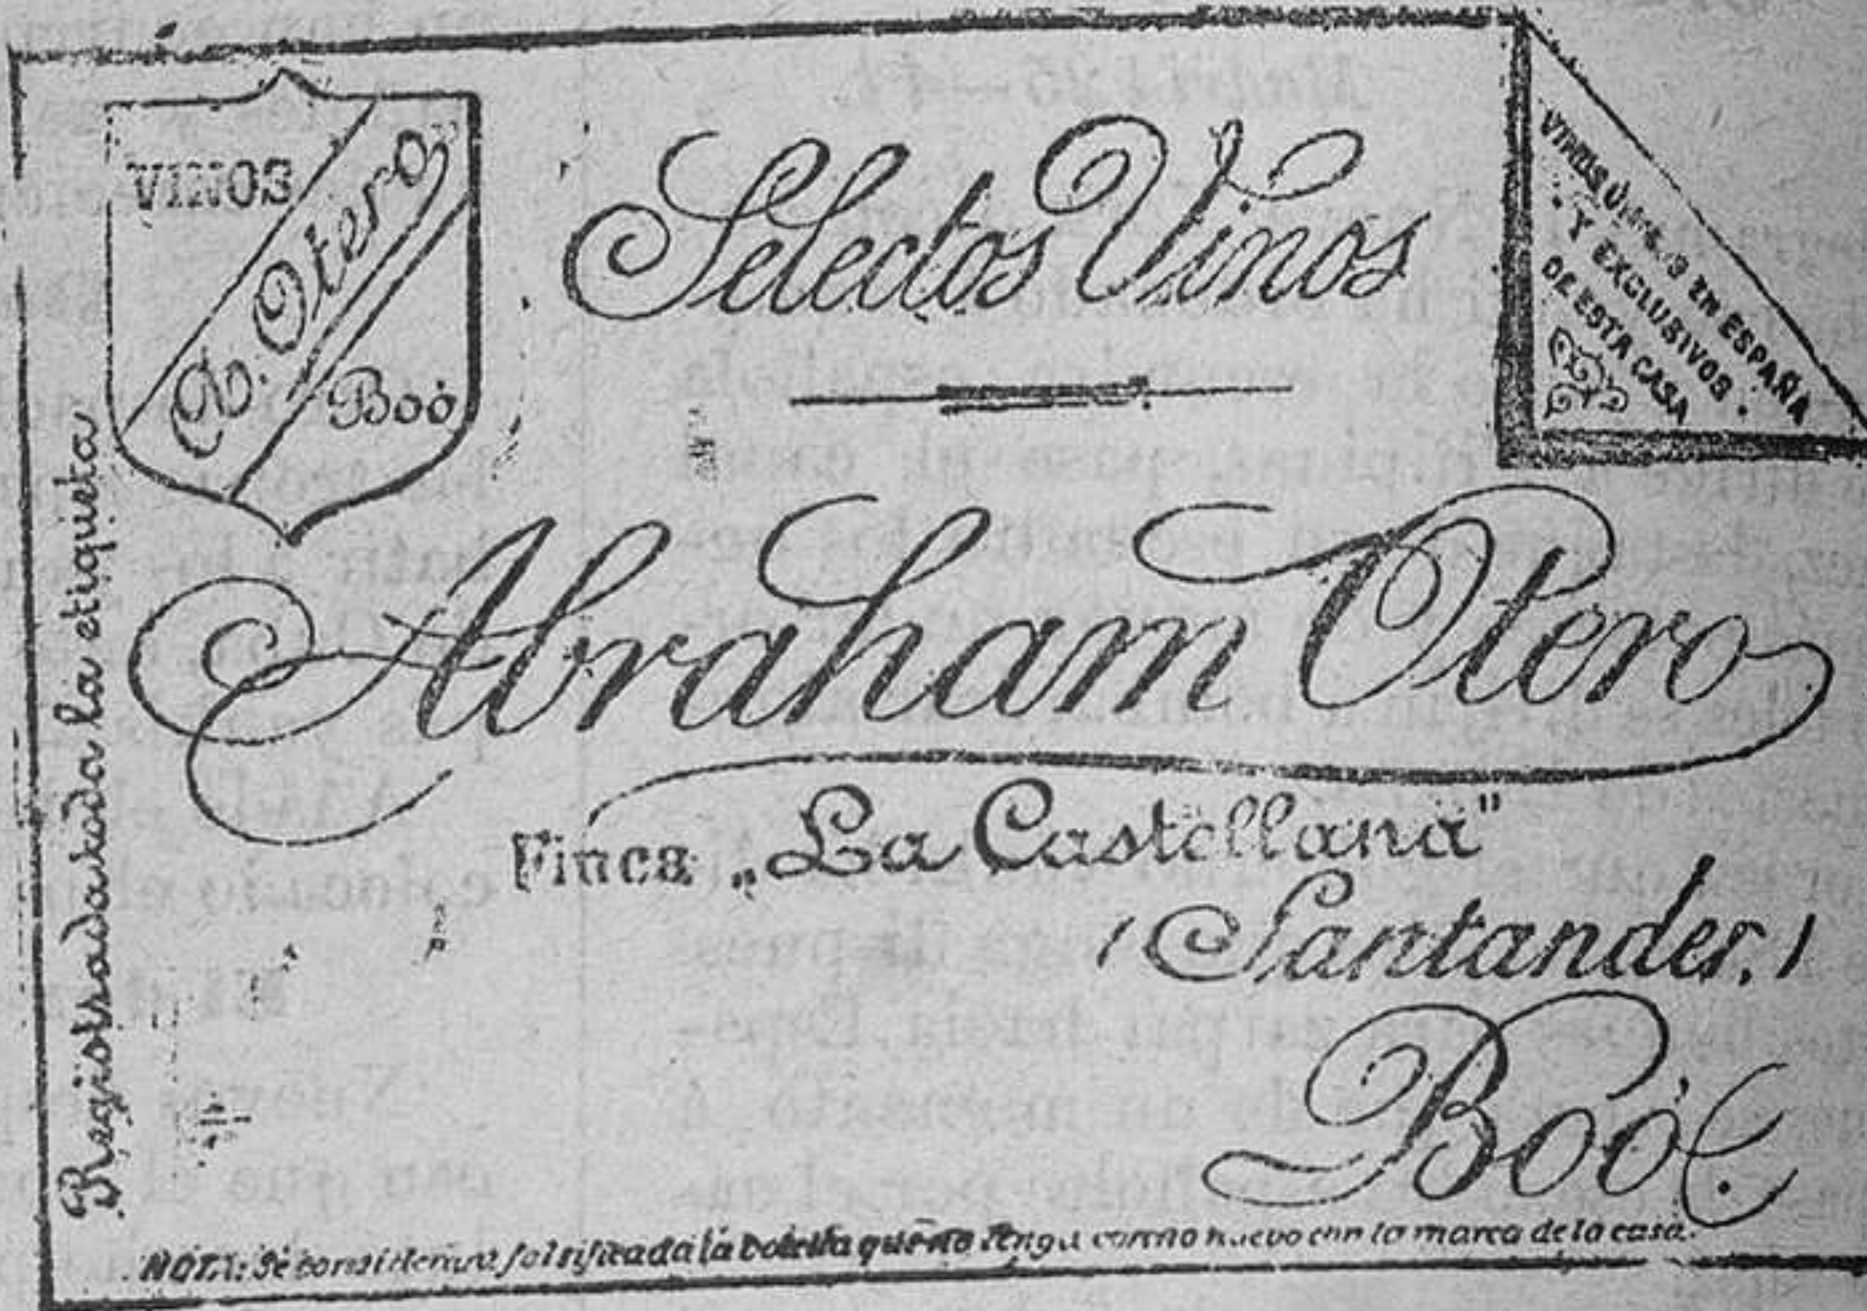 VINOS
A. Otero
Boó
Selectos Vinos
VINOS ÚNICOS EN ESPAÑA
· Y EXCLUSIVOS ·
DE ESTA CASA
Registrada toda la etiqueta
Abraham Otero
Finca „La Castellana"
(Santander.)
Boó
NOTA: Se considerará falsificada la botella que no tenga corcho nuevo con la marca de la casa.